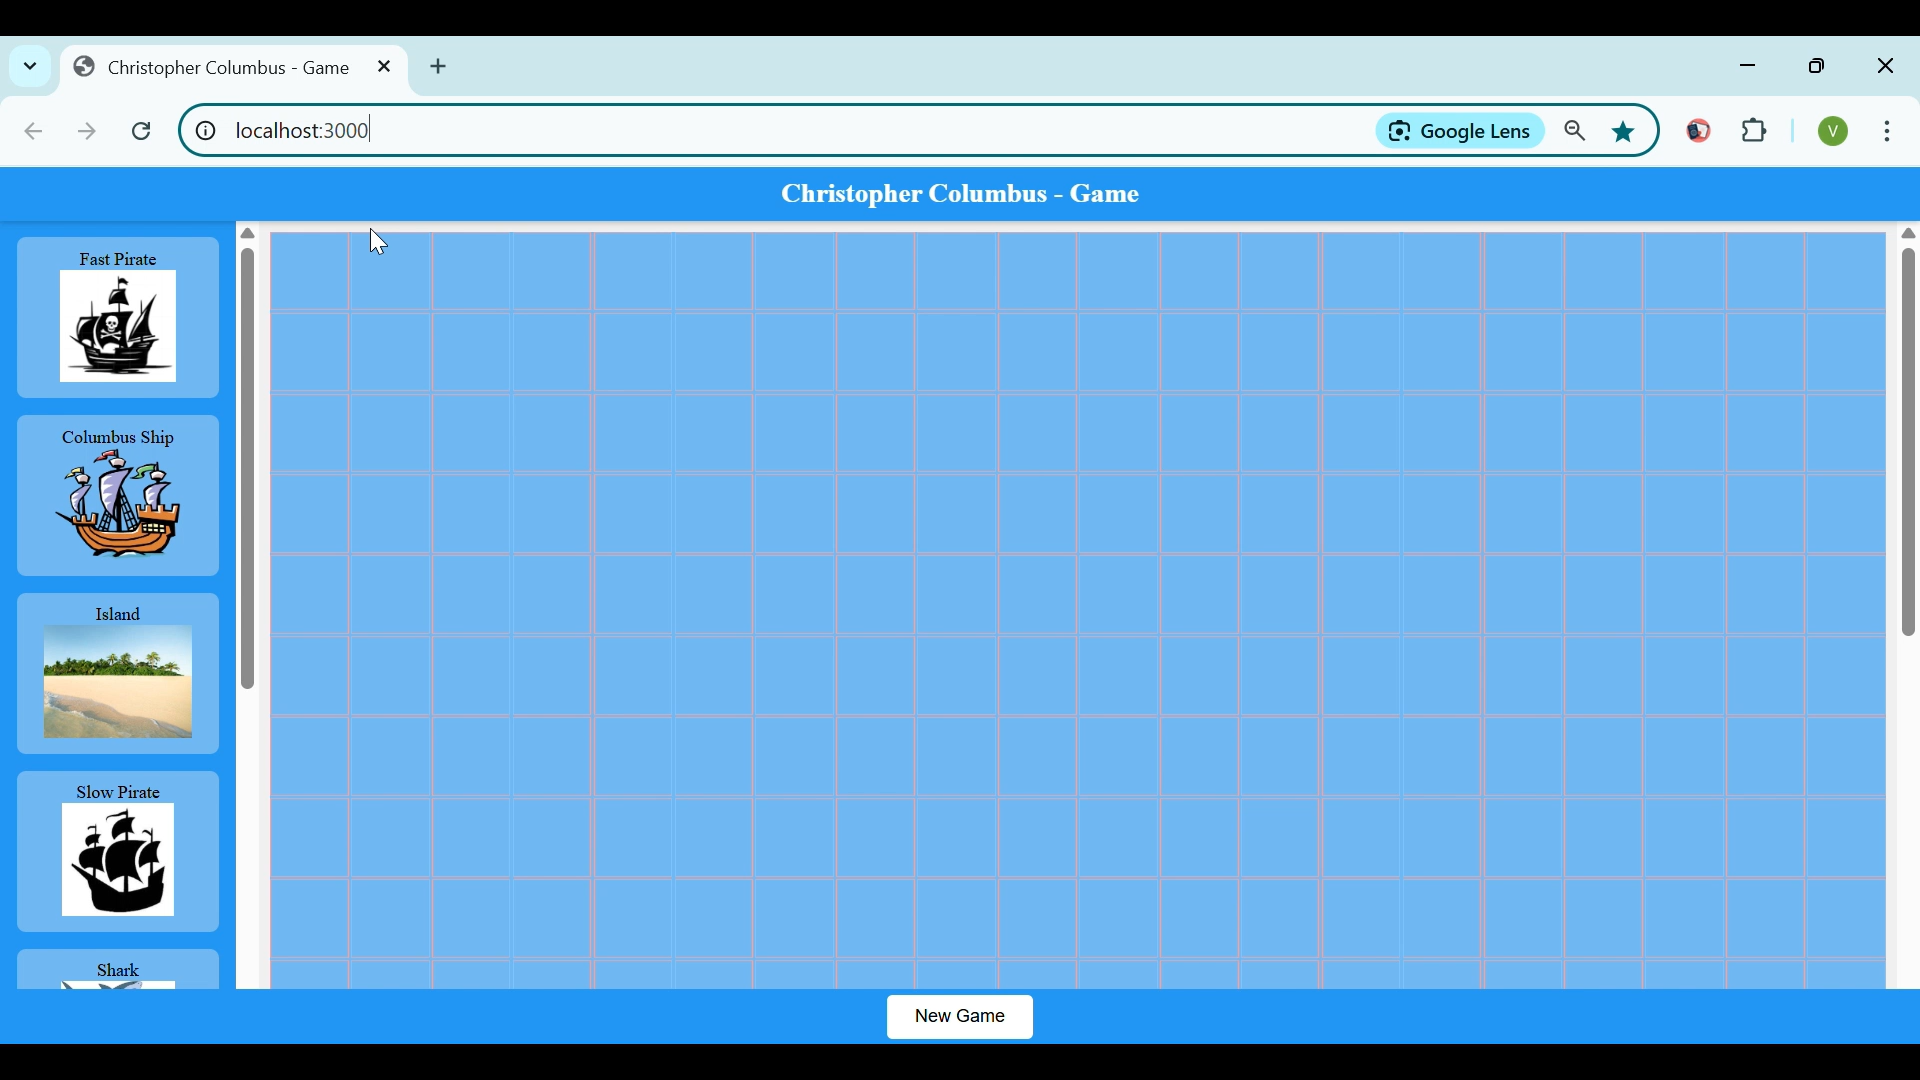 Christopher Columbus - Game
localhost:3000
Google Lens
V
Christopher Columbus - Game
Fast Pirate
Columbus Ship
Island
Slow Pirate
Shark
New Game